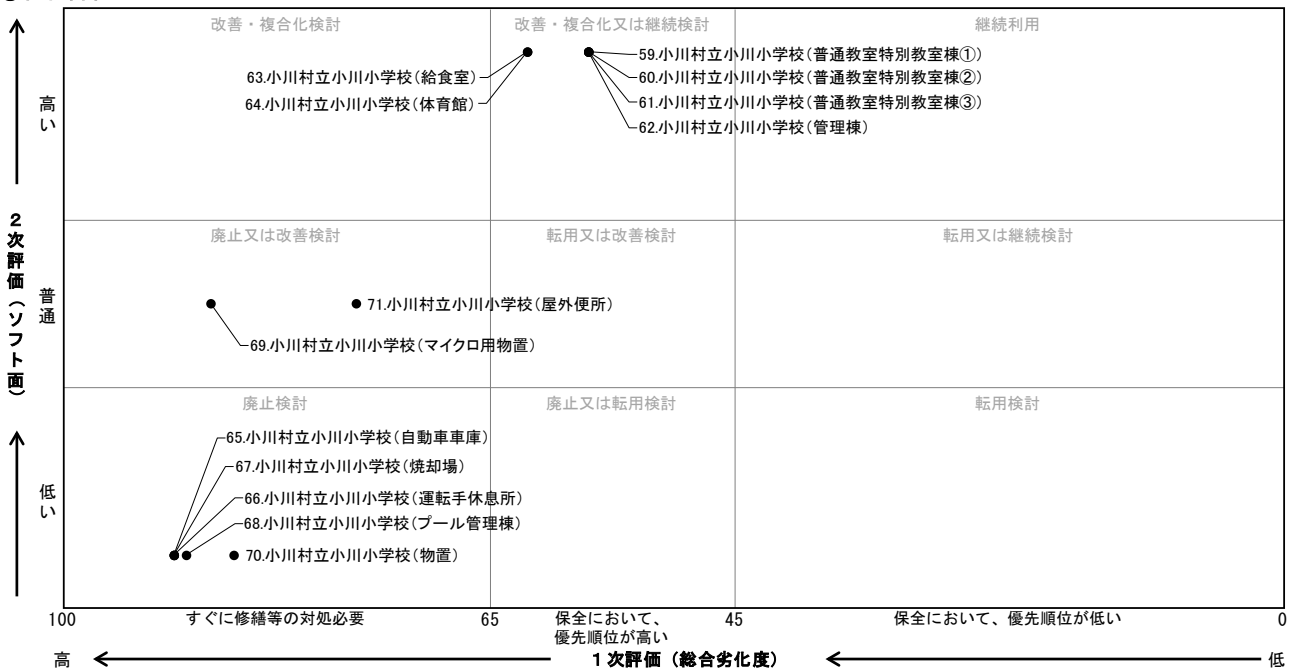 改善・複合化検討
改善・複合化又は継続検討
継続利用
63.小川村立小川小学校(給食室)
64.小川村立小川小学校(体育館)
59.小川村立小川小学校(普通教室特別教室棟①)
60.小川村立小川小学校(普通教室特別教室棟②)
61.小川村立小川小学校(普通教室特別教室棟③)
62.小川村立小川小学校(管理棟)
高い
2次評価(ソフト面)
廃止又は改善検討
転用又は改善検討
転用又は継続検討
普通
71.小川村立小川小学校(屋外便所)
69.小川村立小川小学校(マイクロ用物置)
廃止検討
廃止又は転用検討
転用検討
65.小川村立小川小学校(自動車車庫)
67.小川村立小川小学校(焼却場)
66.小川村立小川小学校(運転手休息所)
68.小川村立小川小学校(プール管理棟)
70.小川村立小川小学校(物置)
低い
100
すぐに修繕等の対処必要
65
保全において、
優先順位が高い
45
保全において、優先順位が低い
0
高
1次評価(総合劣化度)
低